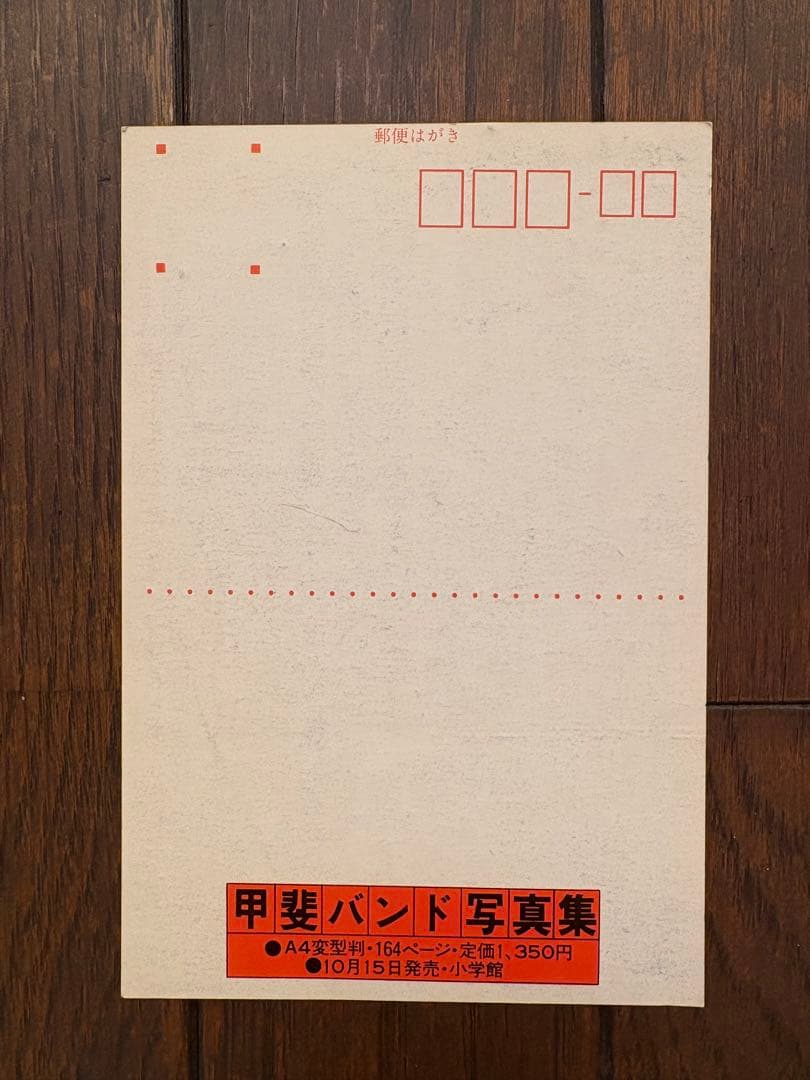 郵便はがき
甲斐バンド写真集
●A4変型判・164ページ・定価1、350円
●10月15日発売・小学館